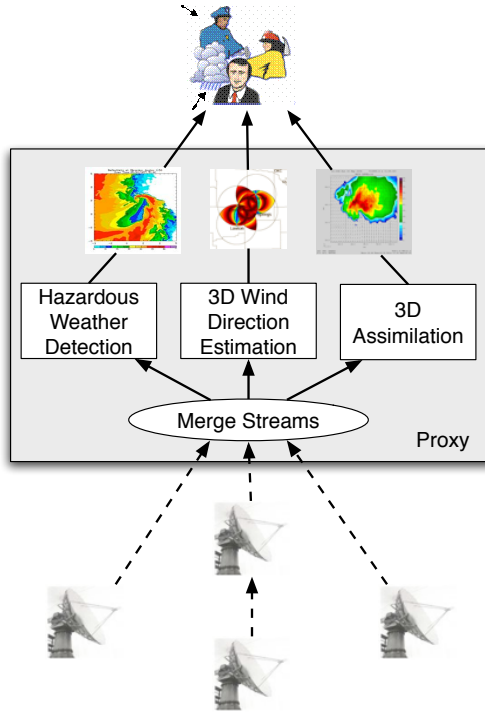 Hazardous
Weather
Detection
3D Wind
Direction
Estimation
3D
Assimilation
Merge Streams
Proxy